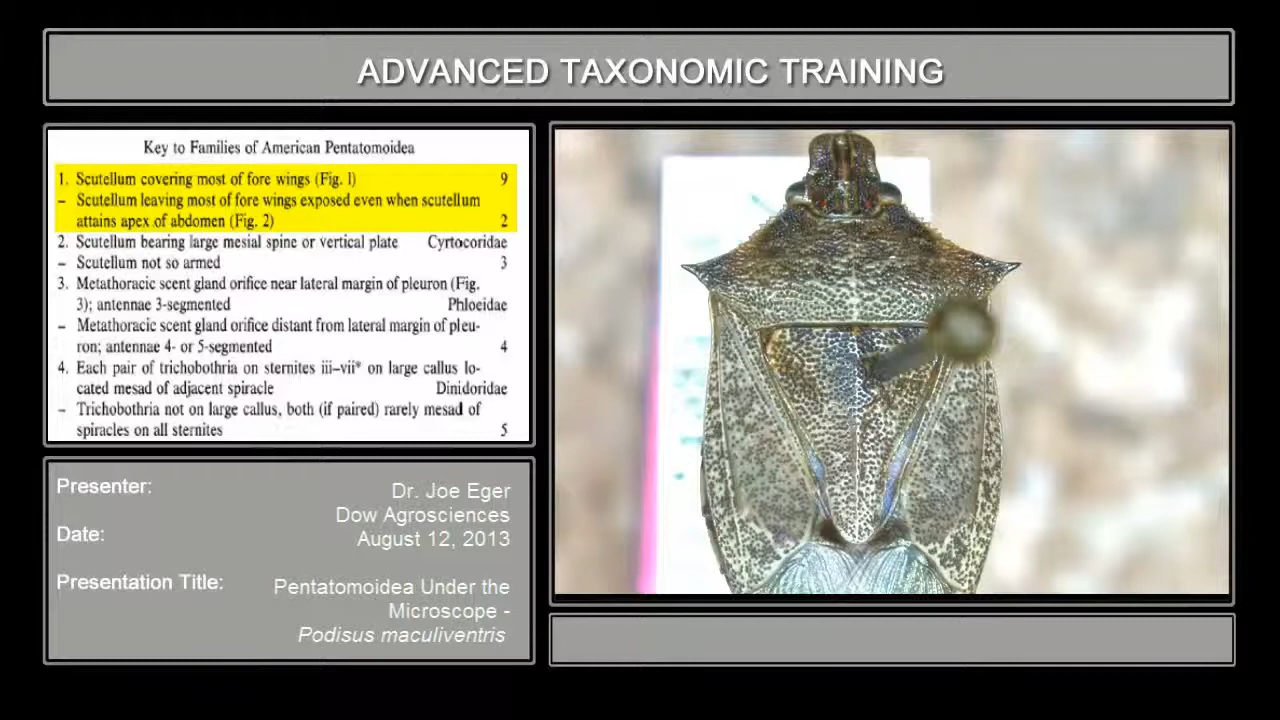 ADVANCED TAXONOMIC TRAINING
Key to Families of American Pentatomoidea
1. Scutellum covering most of fore wings (Fig. 1) 9
– Scutellum leaving most of fore wings exposed even when scutellum
attains apex of abdomen (Fig. 2) 2
2. Scutellum bearing large mesial spine or vertical plate Cyrtocoridae
– Scutellum not so armed 3
3. Metathoracic scent gland orifice near lateral margin of pleuron (Fig.
3); antennae 3-segmented Phloeidae
– Metathoracic scent gland orifice distant from lateral margin of pleu-
ron; antennae 4- or 5-segmented 4
4. Each pair of trichobothria on sternites iii–vii* on large callus lo-
cated mesad of adjacent spiracle Dinidoridae
– Trichobothria not on large callus, both (if paired) rarely mesad of
spiracles on all sternites 5
Presenter: Dr. Joe Eger
Dow Agrosciences
Date: August 12, 2013
Presentation Title: Pentatomoidea Under the
Microscope -
Podisus maculiventris